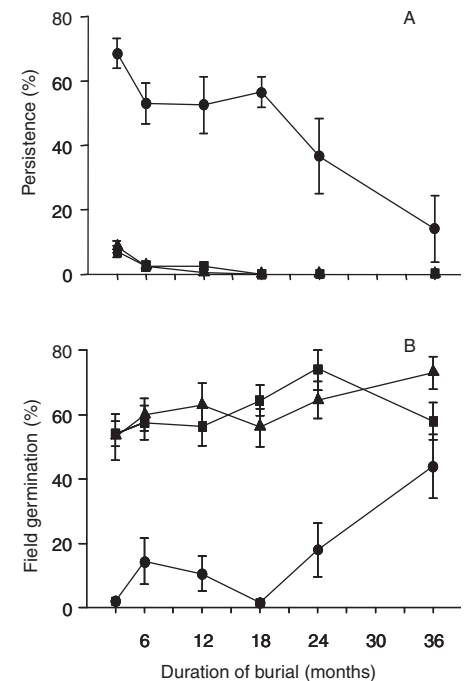 A
80
60
40
20
0
Persistence (%)
B
80
60
40
20
0
Field germination (%)
6 12 18 24 30 36
Duration of burial (months)